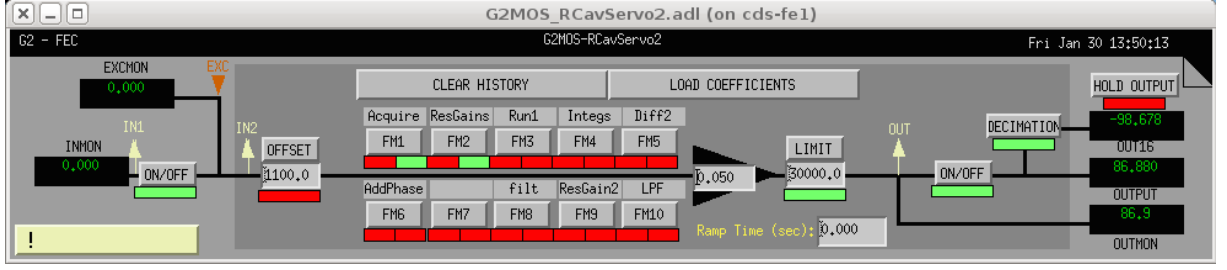 G2MOS_RCavServo2.adl (on cds-fe1)
G2 - FEC
G2MOS-RCavServo2
Fri Jan 30 13:50:13
EXCMON
0.000
EXC
CLEAR HISTORY
LOAD COEFFICIENTS
HOLD OUTPUT
Acquire ResGains Run1 Integs Diff2
FM1 FM2 FM3 FM4 FM5
IN1
IN2
INMON
0.000
ON/OFF
OFFSET
1100.0
0.050
LIMIT
30000.0
OUT
ON/OFF
DECIMATION
-98.678
OUT16
86.880
OUTPUT
86.9
OUTMON
AddPhase filt ResGain2 LPF
FM6 FM7 FM8 FM9 FM10
Ramp Time (sec): 0.000
!